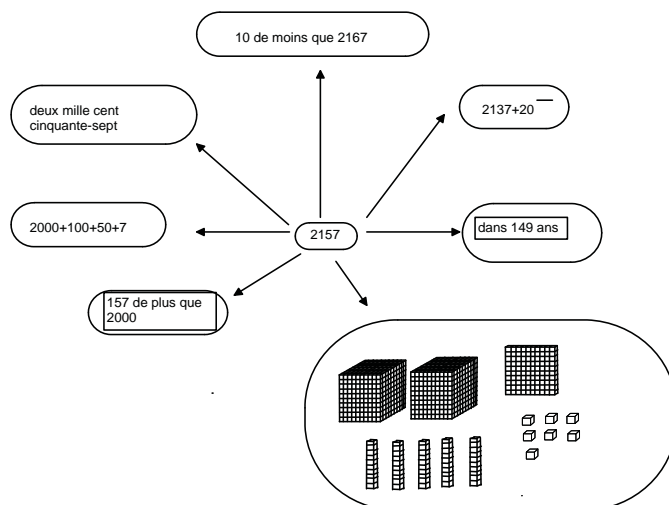 10 de moins que 2167
deux mille cent
cinquante-sept
2137+20
2000+100+50+7
2157
dans 149 ans
157 de plus que
2000